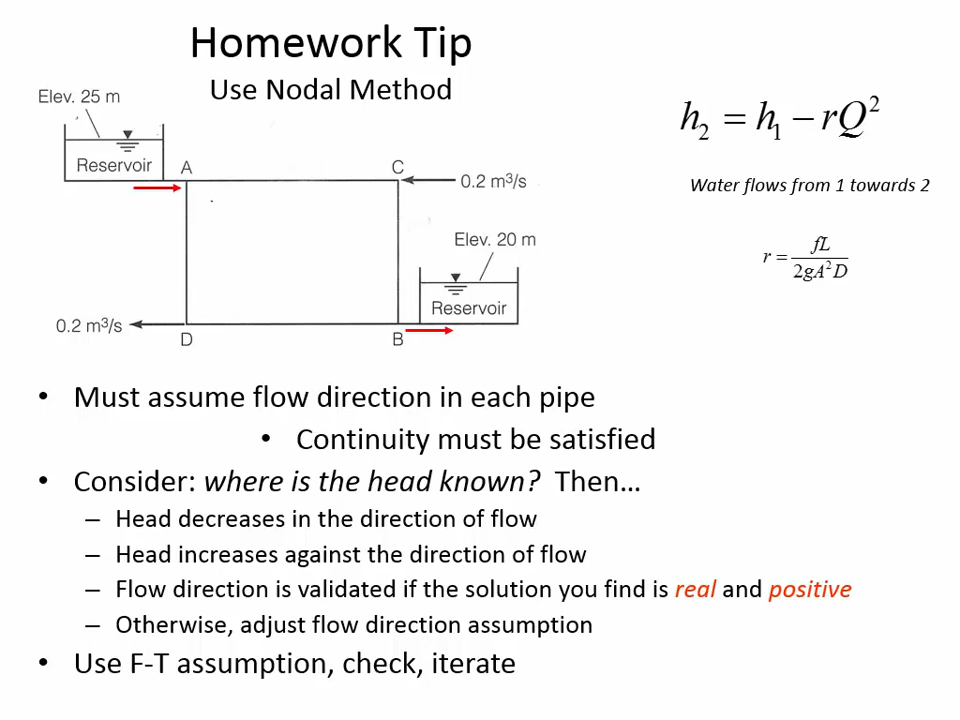 Homework Tip
Use Nodal Method
Elev. 25 m
Reservoir
A
C
0.2 m³/s
Elev. 20 m
Reservoir
0.2 m³/s
D
B
h₂ = h₁ − rQ²
Water flows from 1 towards 2
r = fL / 2gA²D
• Must assume flow direction in each pipe
• Continuity must be satisfied
• Consider: where is the head known? Then…
– Head decreases in the direction of flow
– Head increases against the direction of flow
– Flow direction is validated if the solution you find is real and positive
– Otherwise, adjust flow direction assumption
• Use F-T assumption, check, iterate